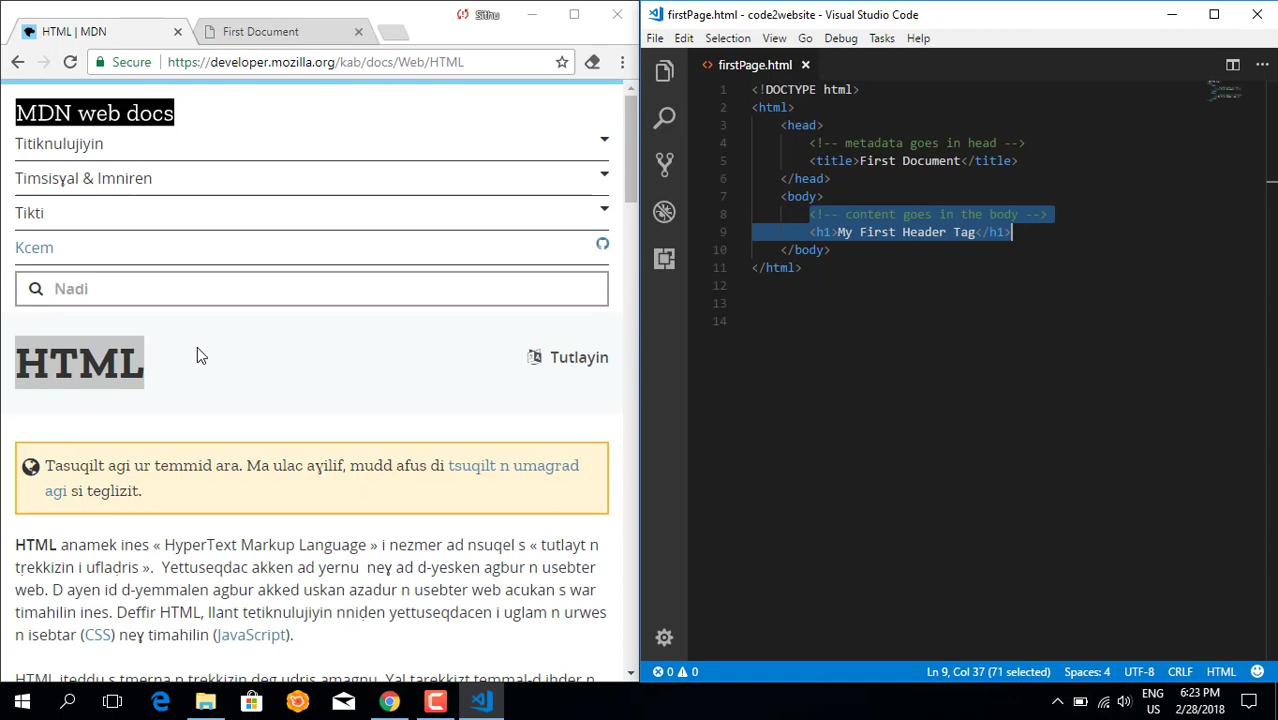 Sithu
HTML | MDN
First Document
Secure
https://developer.mozilla.org/kab/docs/Web/HTML
MDN web docs
Titiknulujiyin
Timsisɣal & Imniren
Tikti
Kcem
Nadi
HTML
Tutlayin
Tasuqilt agi ur temmid ara. Ma ulac aɣilif, mudd afus di tsuqilt n umagrad
agi si teglizit.
HTML anamek ines « HyperText Markup Language » i nezmer ad nsuqel s « tutlayt n
tṛekkizin i uflaḍris ».  Yettuseqdac akken ad yernu  neɣ ad d-yesken agbur n usebter
web. D ayen id d-yemmalen agbur akked uskan azadur n usebter web acukan s war
timahilin ines. Deffir HTML, llant tetiknulujiyin nniḍen yettuseqdacen i uglam n urwes
n isebtar (CSS) neɣ timahilin (JavaScript).
firstPage.html - code2website - Visual Studio Code
File Edit Selection View Go Debug Tasks Help
<> firstPage.html
1 <!DOCTYPE html>
2 <html>
3 <head>
4 <!-- metadata goes in head -->
5 <title>First Document</title>
6 </head>
7 <body>
8 <!-- content goes in the body -->
9 <h1>My First Header Tag</h1>
10 </body>
11 </html>
12
13
14
0 0 Ln 9, Col 37 (71 selected) Spaces: 4 UTF-8 CRLF HTML
ENG
US
6:23 PM
2/28/2018